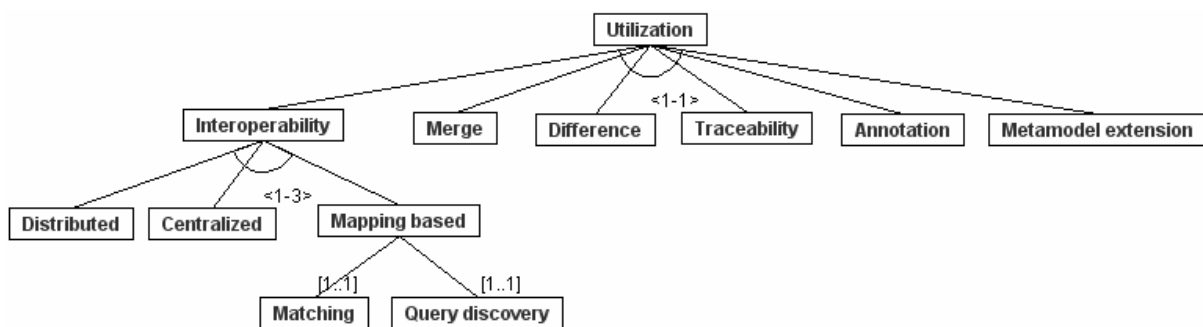 Utilization
<1-1>
Interoperability
Merge
Difference
Traceability
Annotation
Metamodel extension
<1-3>
Distributed
Centralized
Mapping based
[1..1]
[1..1]
Matching
Query discovery